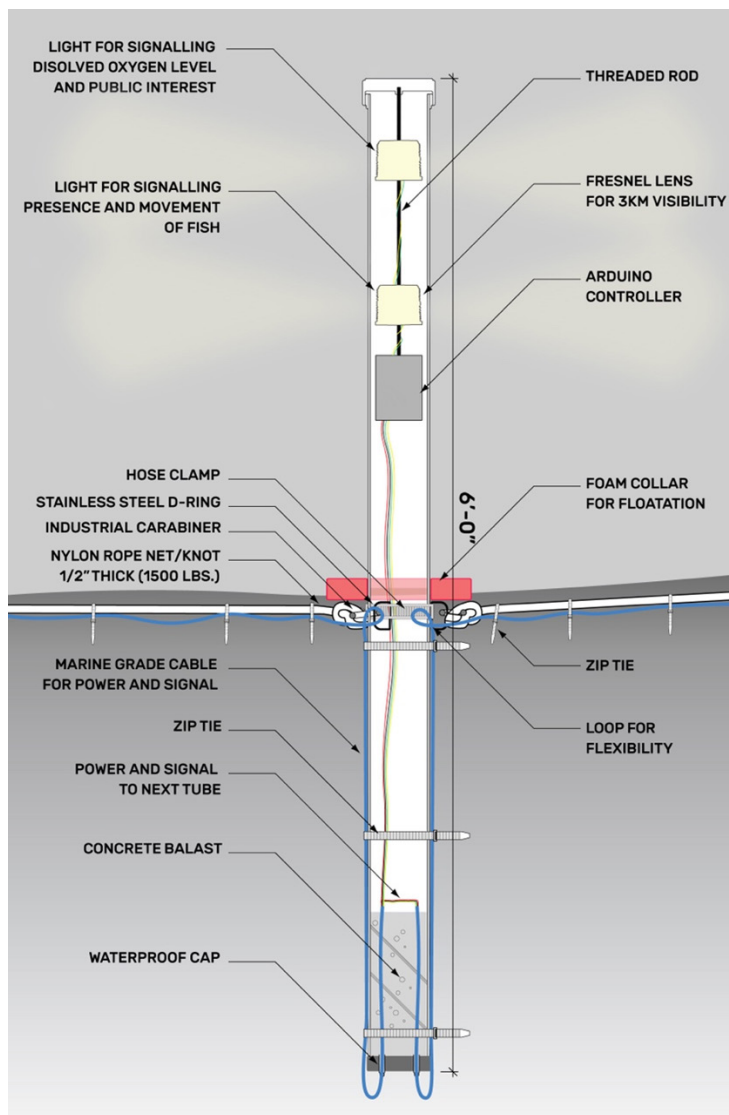 LIGHT FOR SIGNALLING
DISOLVED OXYGEN LEVEL
AND PUBLIC INTEREST
THREADED ROD
LIGHT FOR SIGNALLING
PRESENCE AND MOVEMENT
OF FISH
FRESNEL LENS
FOR 3KM VISIBILITY
ARDUINO
CONTROLLER
HOSE CLAMP
STAINLESS STEEL D-RING
INDUSTRIAL CARABINER
NYLON ROPE NET/KNOT
1/2" THICK (1500 LBS.)
6'-0"
FOAM COLLAR
FOR FLOATATION
MARINE GRADE CABLE
FOR POWER AND SIGNAL
ZIP TIE
ZIP TIE
LOOP FOR
FLEXIBILITY
POWER AND SIGNAL
TO NEXT TUBE
CONCRETE BALAST
WATERPROOF CAP